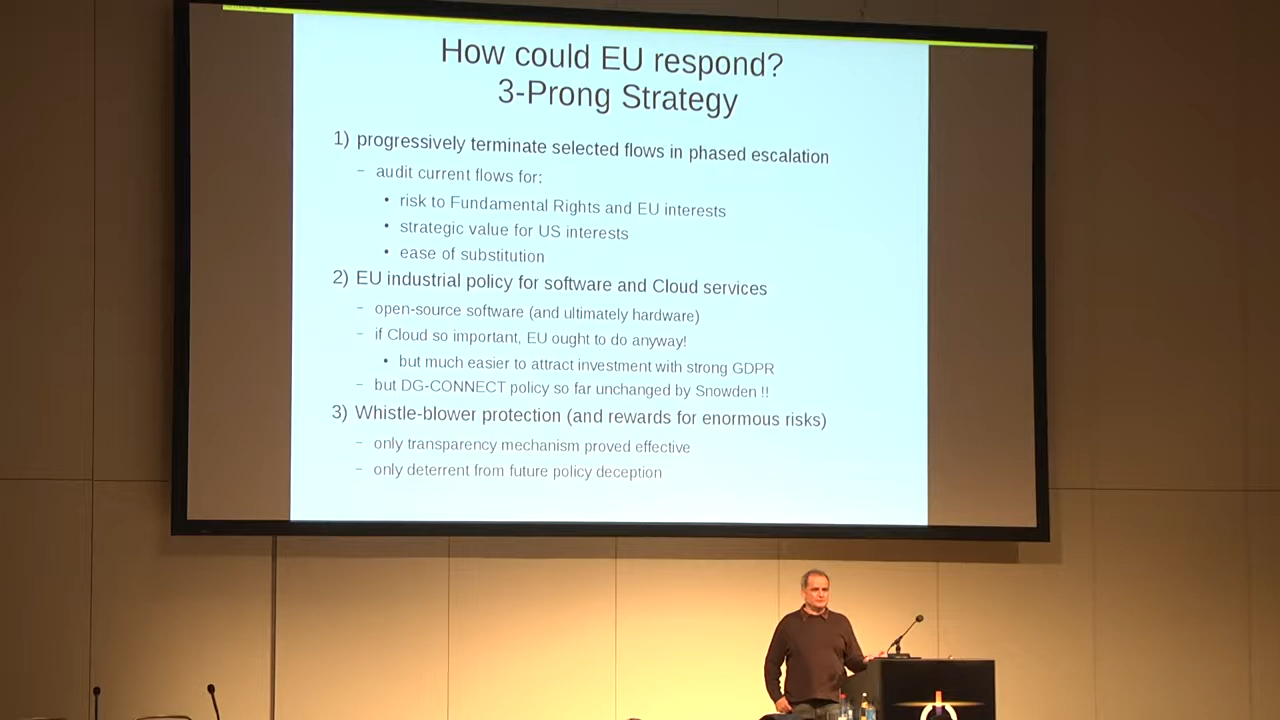 How could EU respond?
3-Prong Strategy
1) progressively terminate selected flows in phased escalation
– audit current flows for:
• risk to Fundamental Rights and EU interests
• strategic value for US interests
• ease of substitution
2) EU industrial policy for software and Cloud services
– open-source software (and ultimately hardware)
– if Cloud so important, EU ought to do anyway!
• but much easier to attract investment with strong GDPR
– but DG-CONNECT policy so far unchanged by Snowden !!
3) Whistle-blower protection (and rewards for enormous risks)
– only transparency mechanism proved effective
– only deterrent from future policy deception